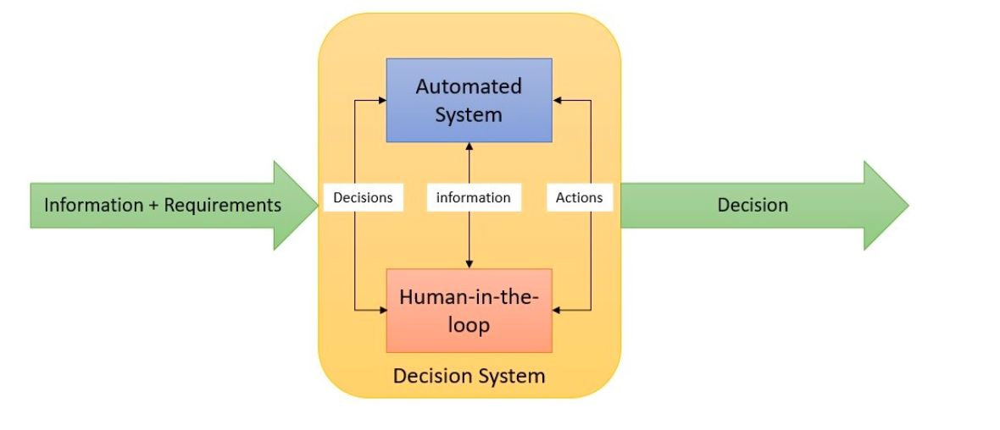 Automated
System
Information + Requirements
Decisions
information
Actions
Decision
Human-in-the-
loop
Decision System